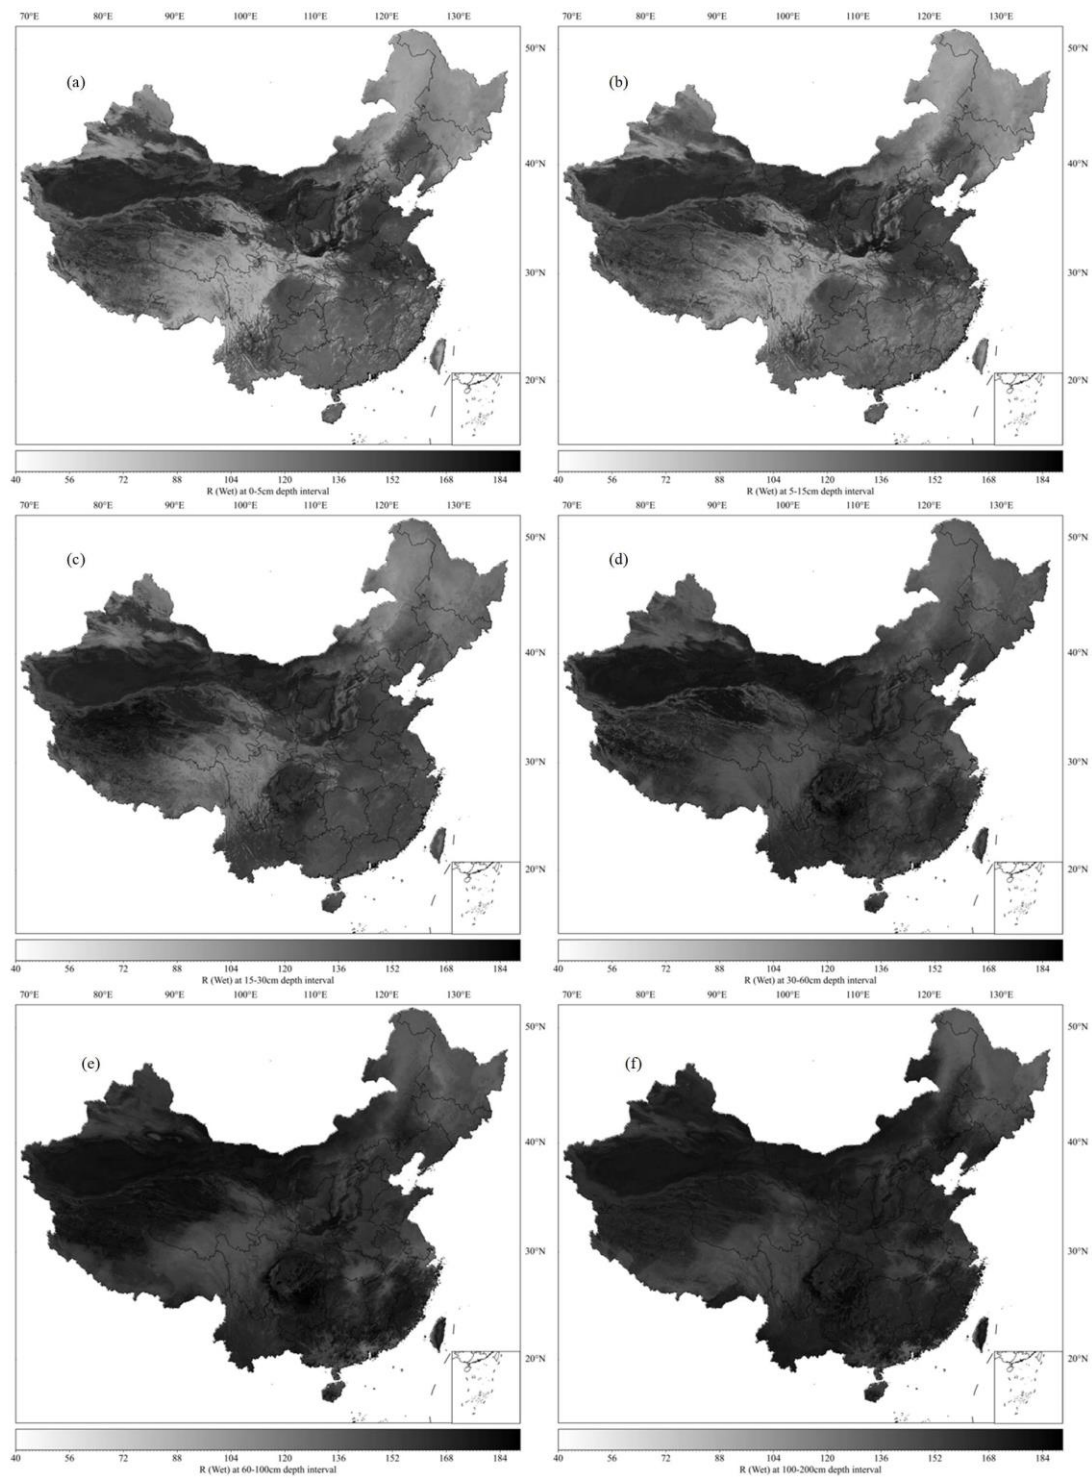 70°E 80°E 90°E 100°E 110°E 120°E 130°E
70°E 80°E 90°E 100°E 110°E 120°E 130°E
(a)
50°N
40°N
30°N
20°N
(b)
50°N
40°N
30°N
20°N
40 56 72 88 104 120 136 152 168 184
R (Wet) at 0-5cm depth interval
40 56 72 88 104 120 136 152 168 184
R (Wet) at 5-15cm depth interval
70°E 80°E 90°E 100°E 110°E 120°E 130°E
70°E 80°E 90°E 100°E 110°E 120°E 130°E
(c)
50°N
40°N
30°N
20°N
(d)
50°N
40°N
30°N
20°N
40 56 72 88 104 120 136 152 168 184
R (Wet) at 15-30cm depth interval
40 56 72 88 104 120 136 152 168 184
R (Wet) at 30-60cm depth interval
70°E 80°E 90°E 100°E 110°E 120°E 130°E
70°E 80°E 90°E 100°E 110°E 120°E 130°E
(e)
50°N
40°N
30°N
20°N
(f)
50°N
40°N
30°N
20°N
40 56 72 88 104 120 136 152 168 184
R (Wet) at 60-100cm depth interval
40 56 72 88 104 120 136 152 168 184
R (Wet) at 100-200cm depth interval